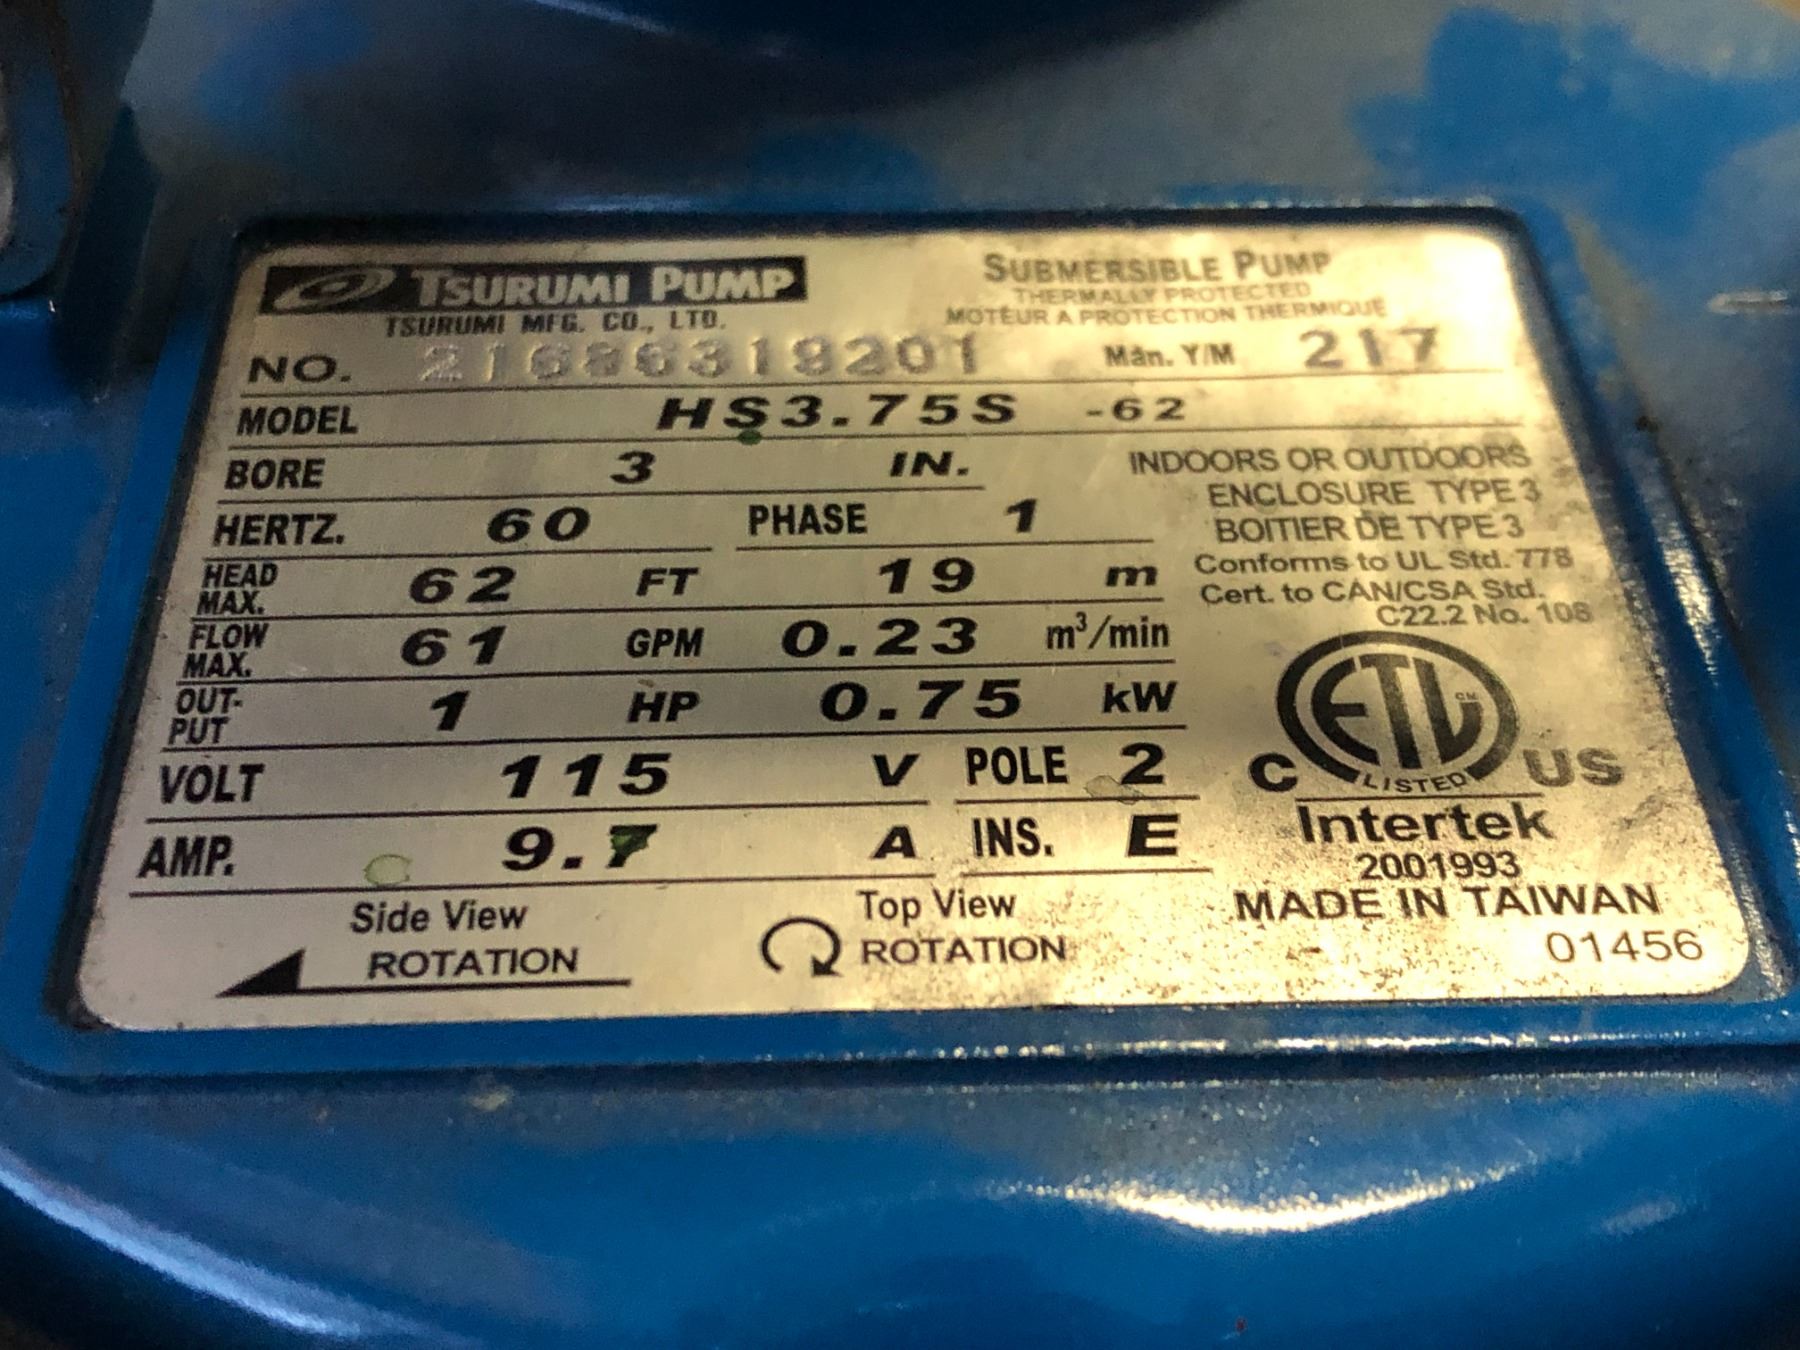 TSURUMI PUMP
TSURUMI MFG. CO., LTD.
SUBMERSIBLE PUMP
THERMALLY PROTECTED
MOTEUR A PROTECTION THERMIQUE
NO. Man. Y/M 217
MODEL HS3.75S -62
BORE 3 IN.
HERTZ. 60 PHASE 1
HEAD MAX. 62 FT 19 m
FLOW MAX. 61 GPM 0.23 m³/min
OUT-PUT 1 HP 0.75 kW
VOLT 115 V POLE 2
AMP. 9.7 A INS. E
Side View
ROTATION
Top View
ROTATION
INDOORS OR OUTDOORS
ENCLOSURE TYPE 3
BOITIER DE TYPE 3
Conforms to UL Std. 778
Cert. to CAN/CSA Std.
C22.2 No. 108
C ETL CM US
LISTED
Intertek
2001993
MADE IN TAIWAN
01456